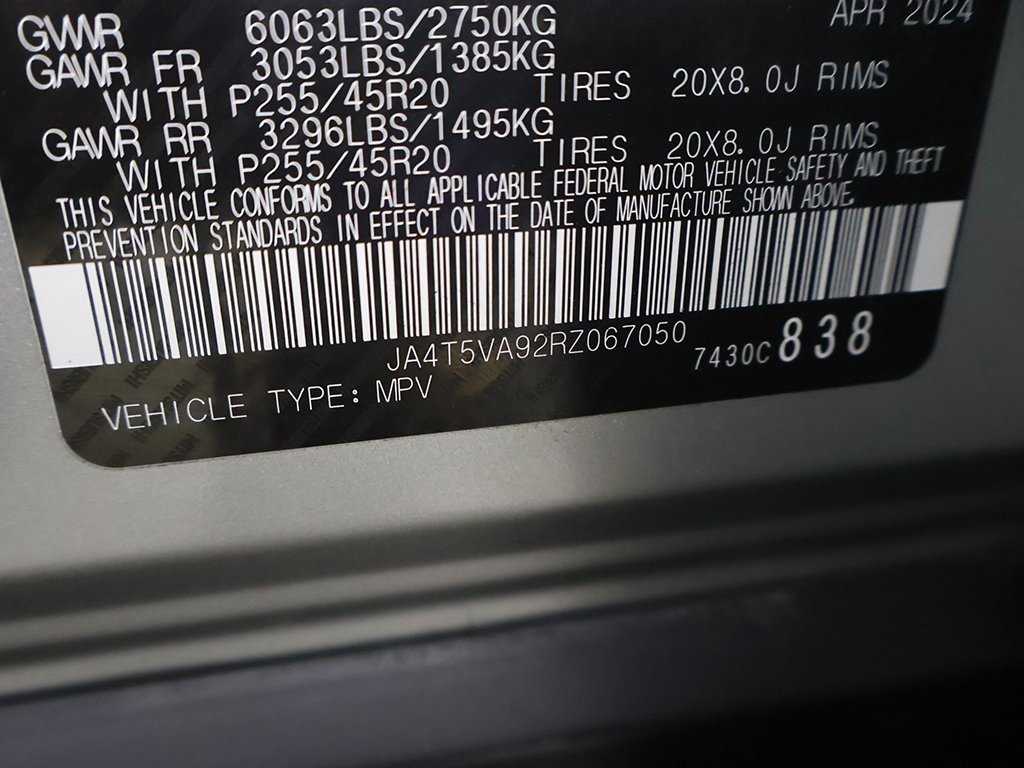 APR 2024
GVWR 6063LBS/2750KG
GAWR FR 3053LBS/1385KG
WITH P255/45R20 TIRES 20X8.0J RIMS
GAWR RR 3296LBS/1495KG
WITH P255/45R20 TIRES 20X8.0J RIMS
THIS VEHICLE CONFORMS TO ALL APPLICABLE FEDERAL MOTOR VEHICLE SAFETY AND THEFT
PREVENTION STANDARDS IN EFFECT ON THE DATE OF MANUFACTURE SHOWN ABOVE.
JA4T5VA92RZ067050
7430C 838
VEHICLE TYPE: MPV